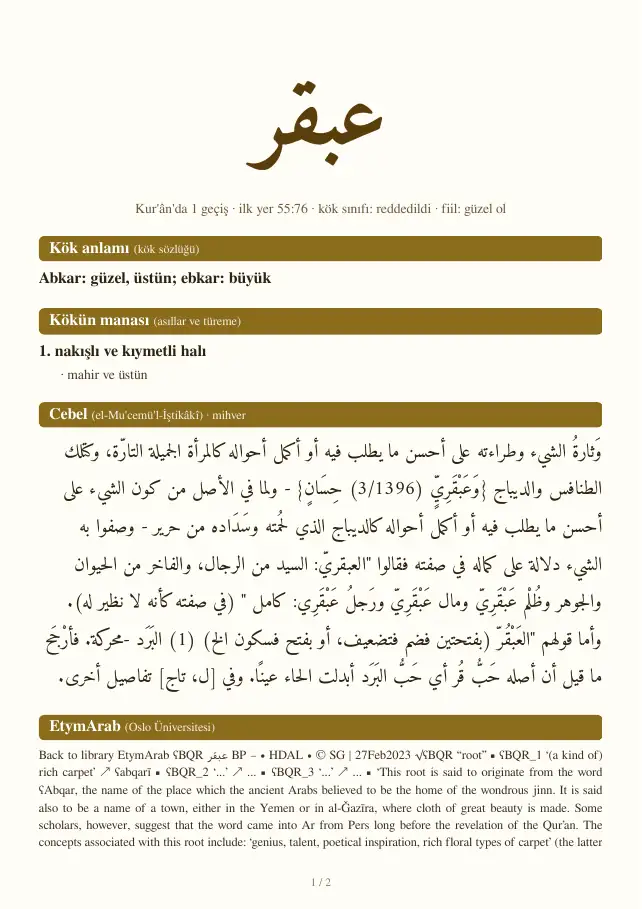 عبقر
Kur'ân'da 1 geçiş · ilk yer 55:76 · kök sınıfı: reddedildi · fiil: güzel ol
Kök anlamı (kök sözlüğü)
Abkar: güzel, üstün; ebkar: büyük
Kökün manası (asıllar ve türeme)
1. nakışlı ve kıymetli halı
· mahir ve üstün
Cebel (el-Mu'cemü'l-İştikâkî) · mihver
وَثارةُ الشيء وطراءته على أحسن ما يطلب فيه أو أكمل أحواله كالمرأة الجميلة التارّة، وكتلك
الطنافس والديباج {وَعَبْقَرِيٍّ (3/1396) حِسَانٍ} - ولما في الأصل من كون الشيء على
أحسن ما يطلب فيه أو أكمل أحواله كالديباج الذي لُحمته وسَدَاده من حرير - وصفوا به
الشيء دلالة على كماله في صفته فقالوا "العبقريّ: السيد من الرجال، والفاخر من الحيوان
والجوهر وظُلْم عَبْقَرِيّ ومال عَبْقَرِيّ ورَجلُ عَبْقَرِي: كامل " (في صفته كأنه لا نظير له).
وأما قولهم "العَبْقُرّ (بفتحتين فضم فتضعيف، أو بفتح فسكون الخ) (1) البَرَد -محركة. فأرْجَح
ما قيل أن أصله حَبُّ قُر أي حَبُّ البَرَد أبدلت الحاء عينًا. وفي [ل، تاج] تفاصيل أخرى.
EtymArab (Oslo Üniversitesi)
Back to library EtymArab ʕBQR عبقر BP – • HDAL • © SG | 27Feb2023 √ʕBQR “root” ▪ ʕBQR_1 ‘(a kind of)
rich carpet’ ↗ ʕabqarī ▪ ʕBQR_2 ‘...’ ↗ ... ▪ ʕBQR_3 ‘...’ ↗ ... ▪ ‘This root is said to originate from the word
ʕAbqar, the name of the place which the ancient Arabs believed to be the home of the wondrous jinn. It is said
also to be a name of a town, either in the Yemen or in al-Ǧazīra, where cloth of great beauty is made. Some
scholars, however, suggest that the word came into Ar from Pers long before the revelation of the Qur’an. The
concepts associated with this root include: ‘genius, talent, poetical inspiration, rich floral types of carpet’ (the latter
1 / 2